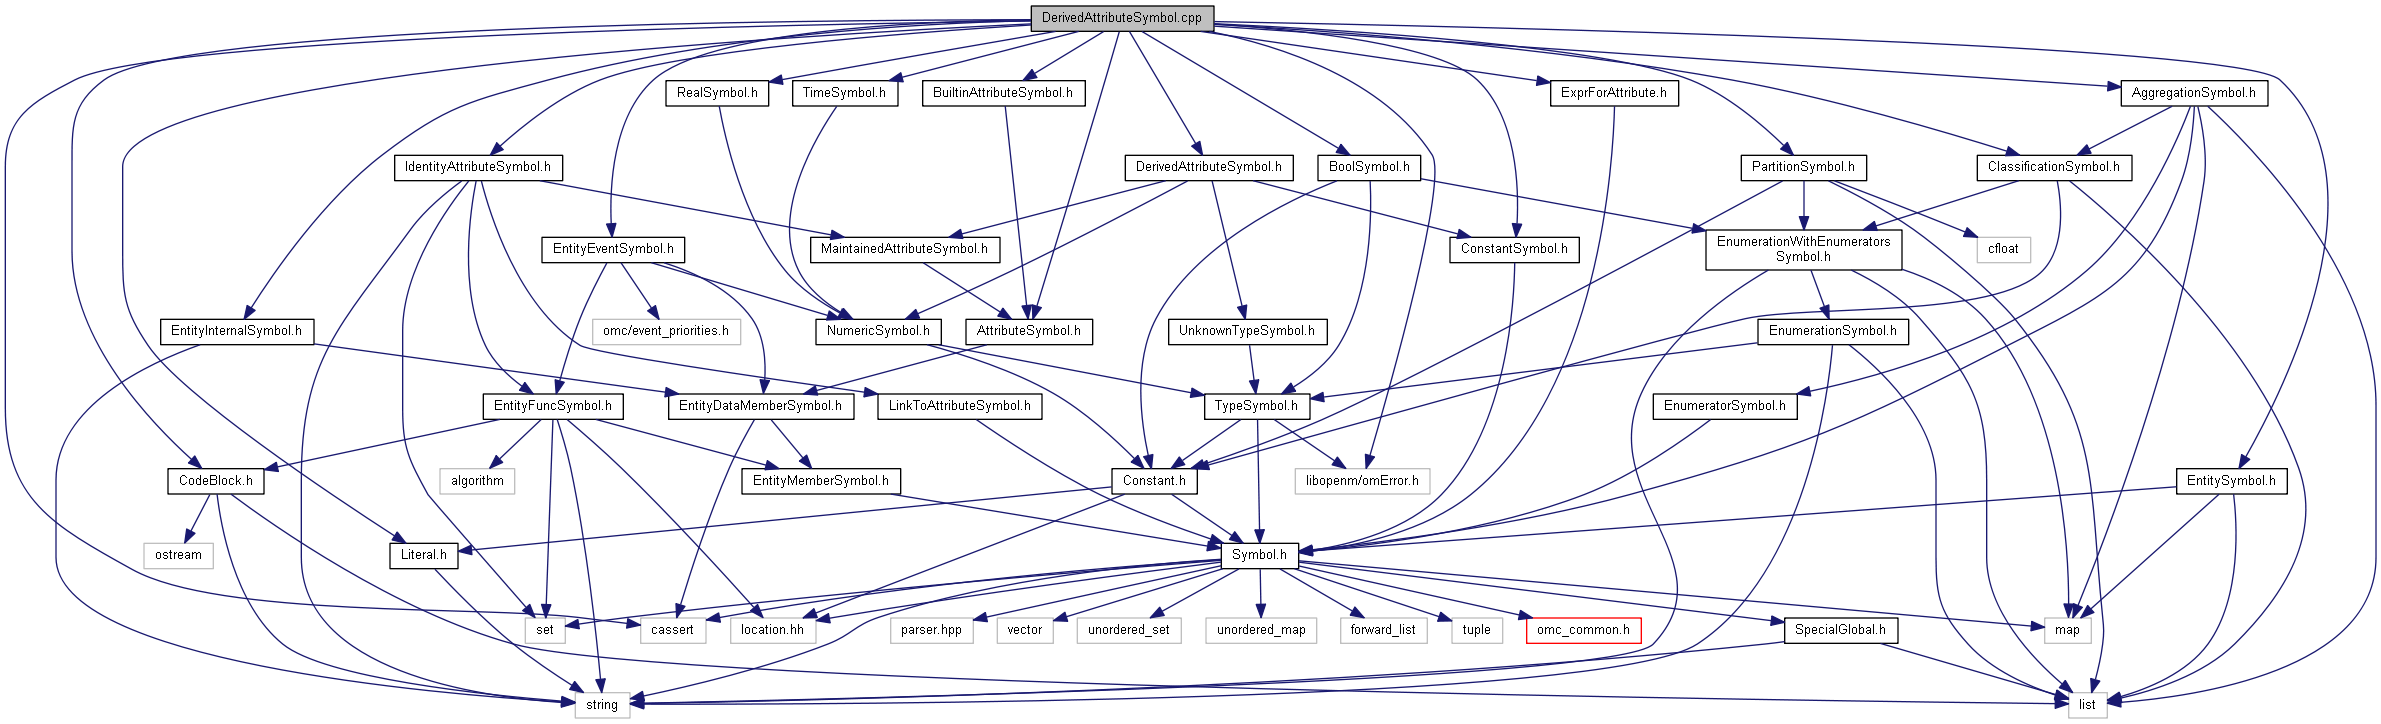 DerivedAttributeSymbol.cpp
RealSymbol.h
TimeSymbol.h
BuiltinAttributeSymbol.h
ExprForAttribute.h
AggregationSymbol.h
IdentityAttributeSymbol.h
DerivedAttributeSymbol.h
BoolSymbol.h
PartitionSymbol.h
ClassificationSymbol.h
EntityEventSymbol.h
MaintainedAttributeSymbol.h
ConstantSymbol.h
EnumerationWithEnumerators
Symbol.h
cfloat
EntityInternalSymbol.h
omc/event_priorities.h
NumericSymbol.h
AttributeSymbol.h
UnknownTypeSymbol.h
EnumerationSymbol.h
EntityFuncSymbol.h
EntityDataMemberSymbol.h
LinkToAttributeSymbol.h
TypeSymbol.h
EnumeratorSymbol.h
CodeBlock.h
algorithm
EntityMemberSymbol.h
Constant.h
libopenm/omError.h
EntitySymbol.h
ostream
Literal.h
Symbol.h
set
cassert
location.hh
parser.hpp
vector
unordered_set
unordered_map
forward_list
tuple
omc_common.h
SpecialGlobal.h
map
string
list